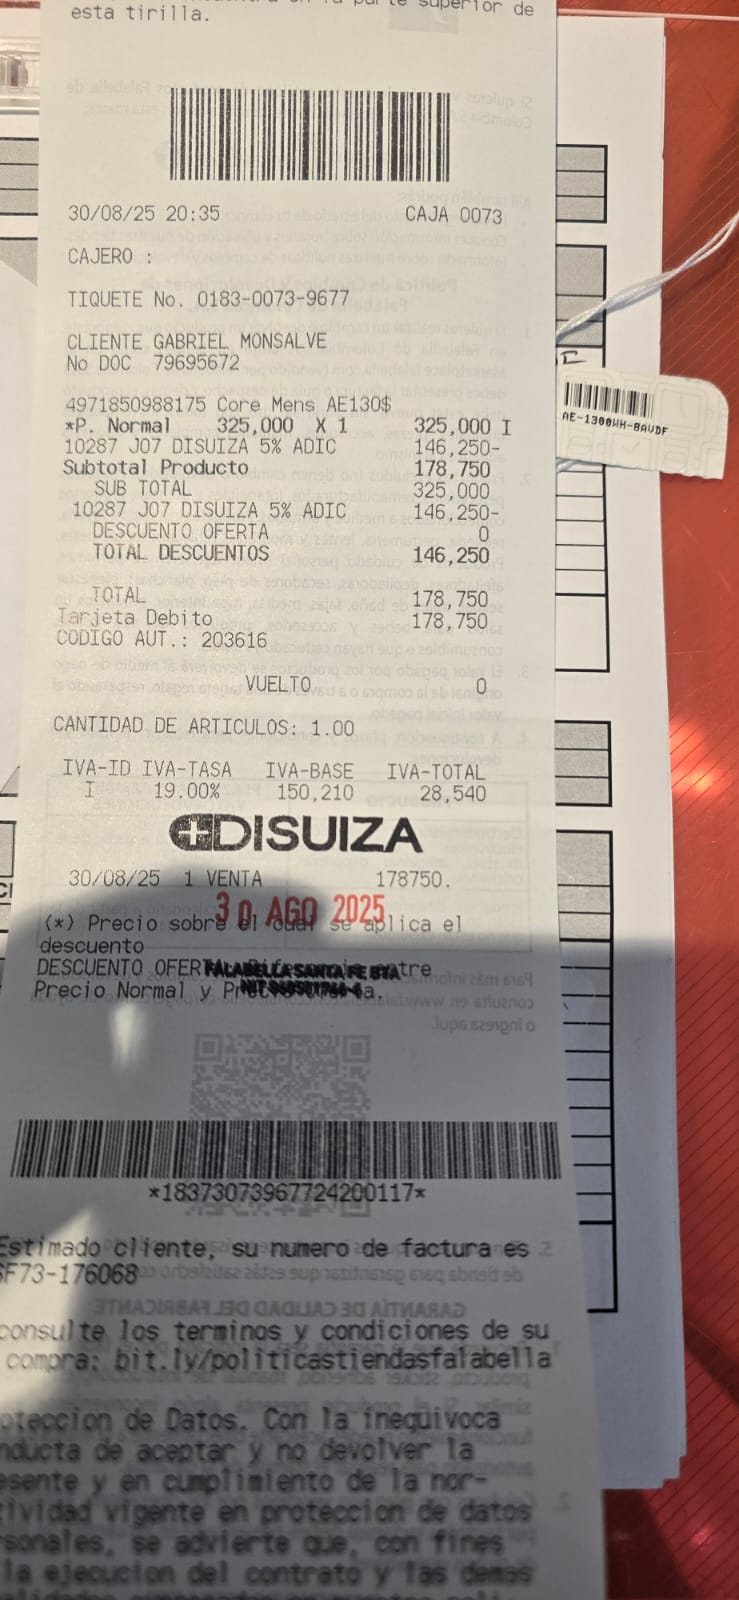 esta tirilla.
30/08/25 20:35 CAJA 0073
CAJERO :
TIQUETE No. 0183-0073-9677
CLIENTE GABRIEL MONSALVE
No DOC 79695672
4971850988175 Core Mens AE130$
*P. Normal 325,000 X 1 325,000 I
10287 J07 DISUIZA 5% ADIC 146,250-
Subtotal Producto 178,750
SUB TOTAL 325,000
10287 J07 DISUIZA 5% ADIC 146,250-
DESCUENTO OFERTA 0
TOTAL DESCUENTOS 146,250
TOTAL 178,750
Tarjeta Debito 178,750
CODIGO AUT.: 203616
VUELTO 0
CANTIDAD DE ARTICULOS: 1.00
IVA-ID IVA-TASA IVA-BASE IVA-TOTAL
I 19.00% 150,210 28,540
DISUIZA
30/08/25 1 VENTA 178750.
30 AGO 2025
(*) Precio sobre el cual se aplica el
descuento
FALABELLA SANTA FE BTA
Precio Normal y
*183730739677242001 17*
Estimado cliente, su numero de factura es
SF73-176068
consulte los terminos y condiciones de su
compra: bit.ly/politicastiendasfalabella
oteccion de Datos. Con la inequivoca
nducta de aceptar y no devolver la
esente y en cumplimiento de la nor-
tividad vigente en proteccion de datos
sonales, se advierte que, con fines
la ejecucion del contrato y las demas
AE-1300WH-8AVDF